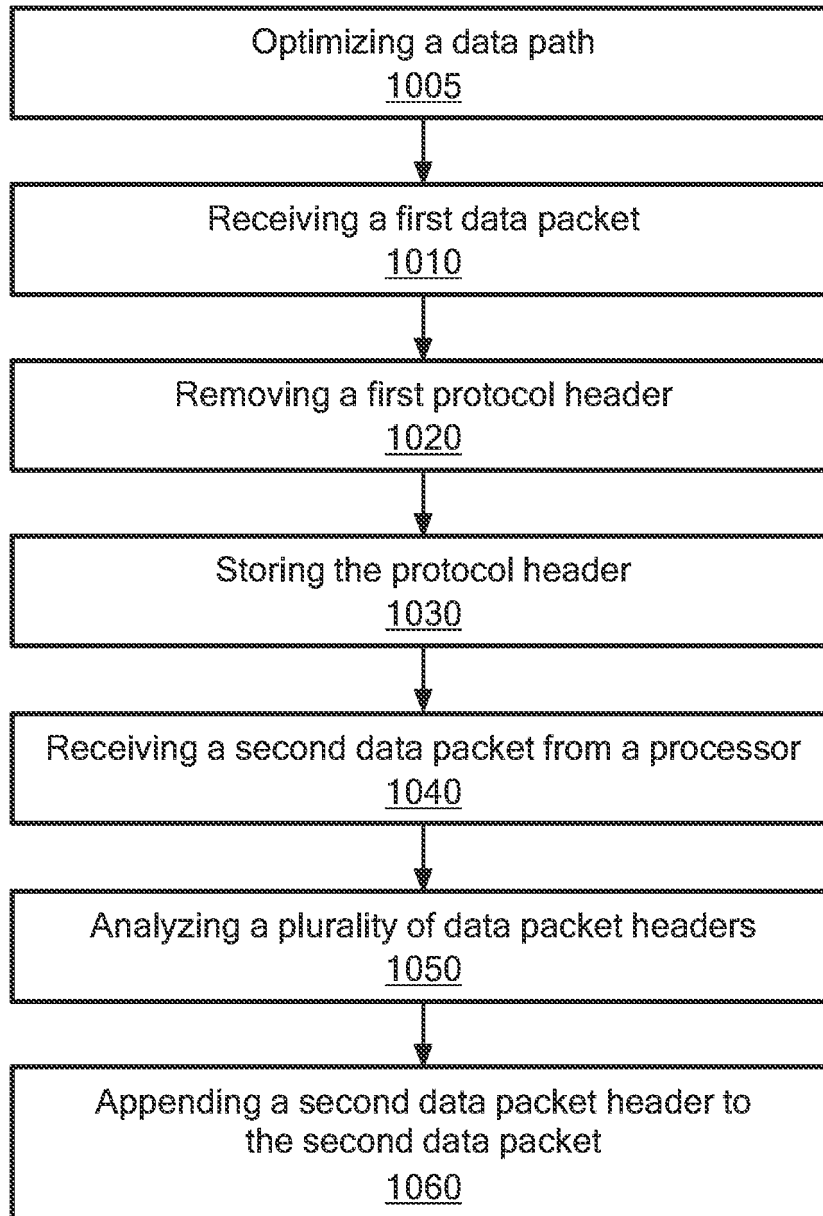 Optimizing a data path
1005
Receiving a first data packet
1010
Removing a first protocol header
1020
Storing the protocol header
1030
Receiving a second data packet from a processor
1040
Analyzing a plurality of data packet headers
1050
Appending a second data packet header to
the second data packet
1060